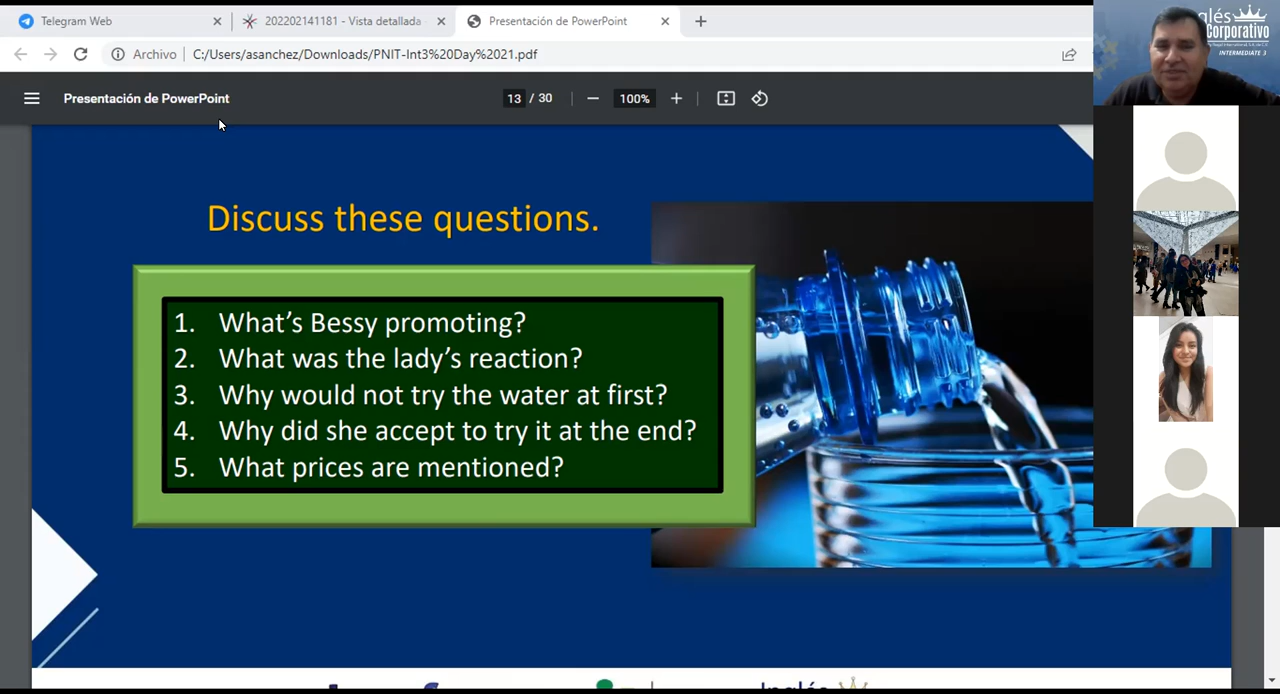 Telegram Web
202202141181 - Vista detallada
Presentación de PowerPoint
Archivo
C:/Users/asanchez/Downloads/PNIT-Int3%20Day%2021.pdf
Presentación de PowerPoint
13 / 30
100%
glés
Corporativo
INTERMEDIATE 3
Discuss these questions.
1. What's Bessy promoting?
2. What was the lady's reaction?
3. Why would not try the water at first?
4. Why did she accept to try it at the end?
5. What prices are mentioned?